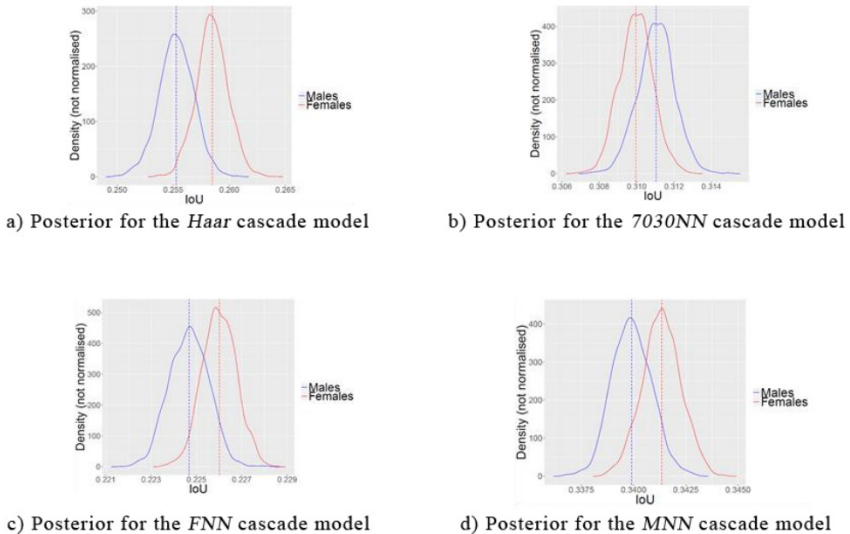 300
200
100
0
Density (not normalised)
0.250
0.255
0.260
0.265
IoU
Males
Females
a) Posterior for the Haar cascade model
400
300
200
100
0
Density (not normalised)
0.306
0.308
0.310
0.312
0.314
IoU
Males
Females
b) Posterior for the 7030NN cascade model
500
400
300
200
100
0
Density (not normalised)
0.221
0.223
0.225
0.227
0.229
IoU
Males
Females
c) Posterior for the FNN cascade model
400
300
200
100
0
Density (not normalised)
0.3375
0.3400
0.3425
0.3450
IoU
Males
Females
d) Posterior for the MNN cascade model